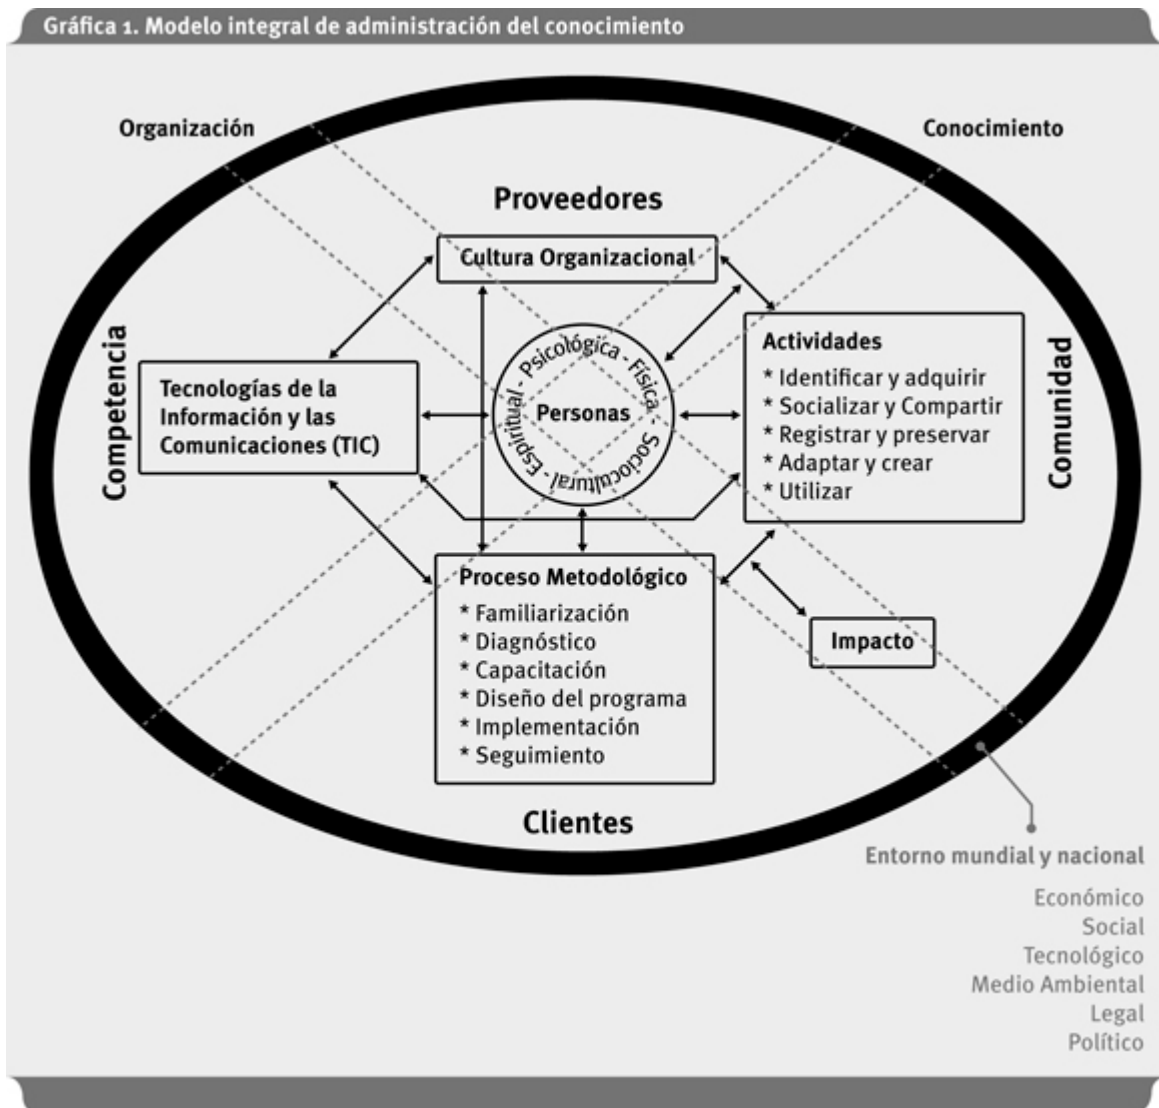 Gráfica 1. Modelo integral de administración del conocimiento
Organización
Conocimiento
Proveedores
Cultura Organizacional
Competencia
Tecnologías de la
Información y las
Comunicaciones (TIC)
Espiritual - Psicológica - Física - Sociocultural -
Personas
Actividades
* Identificar y adquirir
* Socializar y Compartir
* Registrar y preservar
* Adaptar y crear
* Utilizar
Comunidad
Proceso Metodológico
* Familiarización
* Diagnóstico
* Capacitación
* Diseño del programa
* Implementación
* Seguimiento
Impacto
Clientes
Entorno mundial y nacional
Económico
Social
Tecnológico
Medio Ambiental
Legal
Político